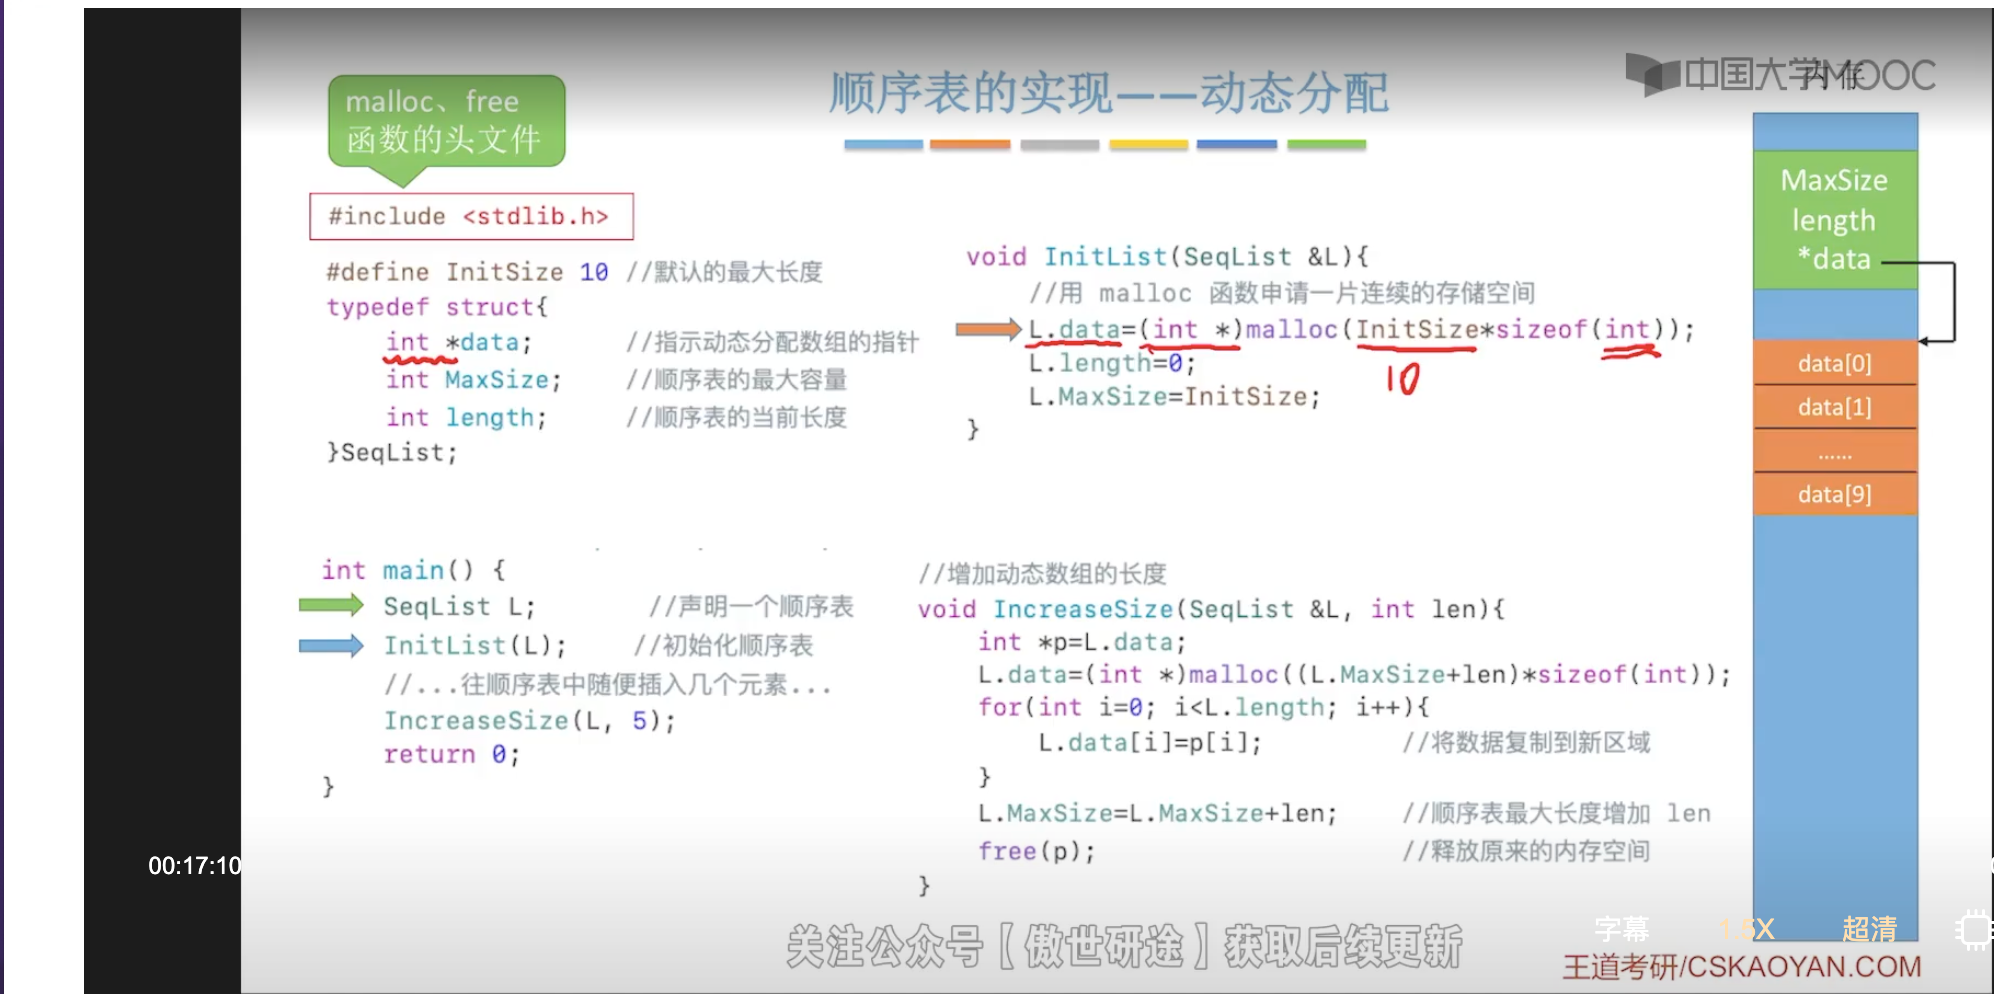 中国大学MOOC
内存
顺序表的实现——动态分配
malloc、free
函数的头文件
#include <stdlib.h>
#define InitSize 10 //默认的最大长度
typedef struct{
int *data; //指示动态分配数组的指针
int MaxSize; //顺序表的最大容量
int length; //顺序表的当前长度
}SeqList;
void InitList(SeqList &L){
//用 malloc 函数申请一片连续的存储空间
L.data=(int *)malloc(InitSize*sizeof(int));
L.length=0;
10
L.MaxSize=InitSize;
}
MaxSize
length
*data
data[0]
data[1]
......
data[9]
int main() {
SeqList L; //声明一个顺序表
InitList(L); //初始化顺序表
//...往顺序表中随便插入几个元素...
IncreaseSize(L, 5);
return 0;
}
//增加动态数组的长度
void IncreaseSize(SeqList &L, int len){
int *p=L.data;
L.data=(int *)malloc((L.MaxSize+len)*sizeof(int));
for(int i=0; i<L.length; i++){
L.data[i]=p[i]; //将数据复制到新区域
}
L.MaxSize=L.MaxSize+len; //顺序表最大长度增加 len
free(p); //释放原来的内存空间
}
00:17:10
关注公众号【傲世研途】获取后续更新
字幕 1.5X 超清
王道考研/CSKAOYAN.COM